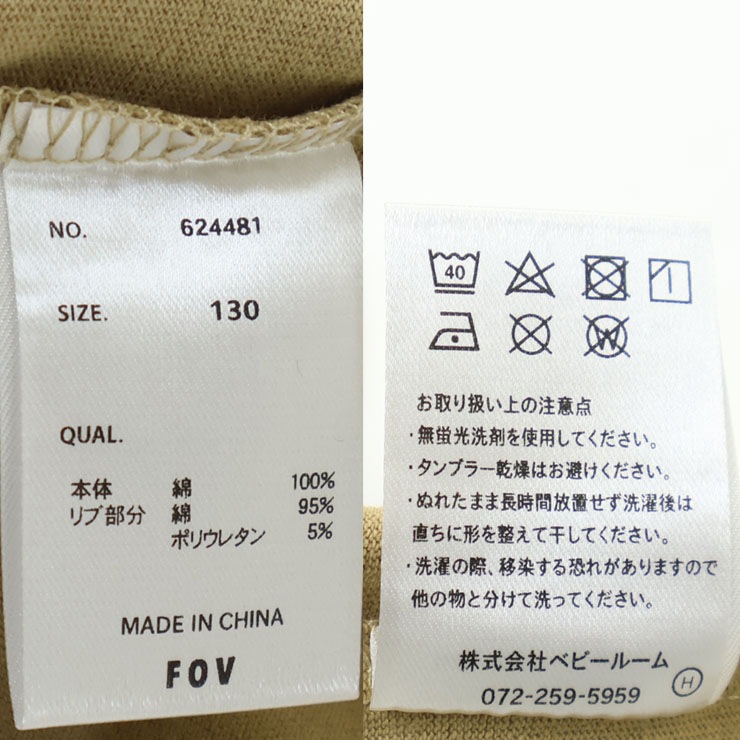 NO. 624481
SIZE. 130
QUAL.
本体 綿 100%
リブ部分 綿 95%
ポリウレタン 5%
MADE IN CHINA
FOV
40
W
お取り扱い上の注意点
・無蛍光洗剤を使用してください。
・タンブラー乾燥はお避けください。
・ぬれたまま長時間放置せず洗濯後は
直ちに形を整えて干してください。
・洗濯の際、移染する恐れがありますので
他の物と分けて洗ってください。
株式会社ベビールーム
072-259-5959
H